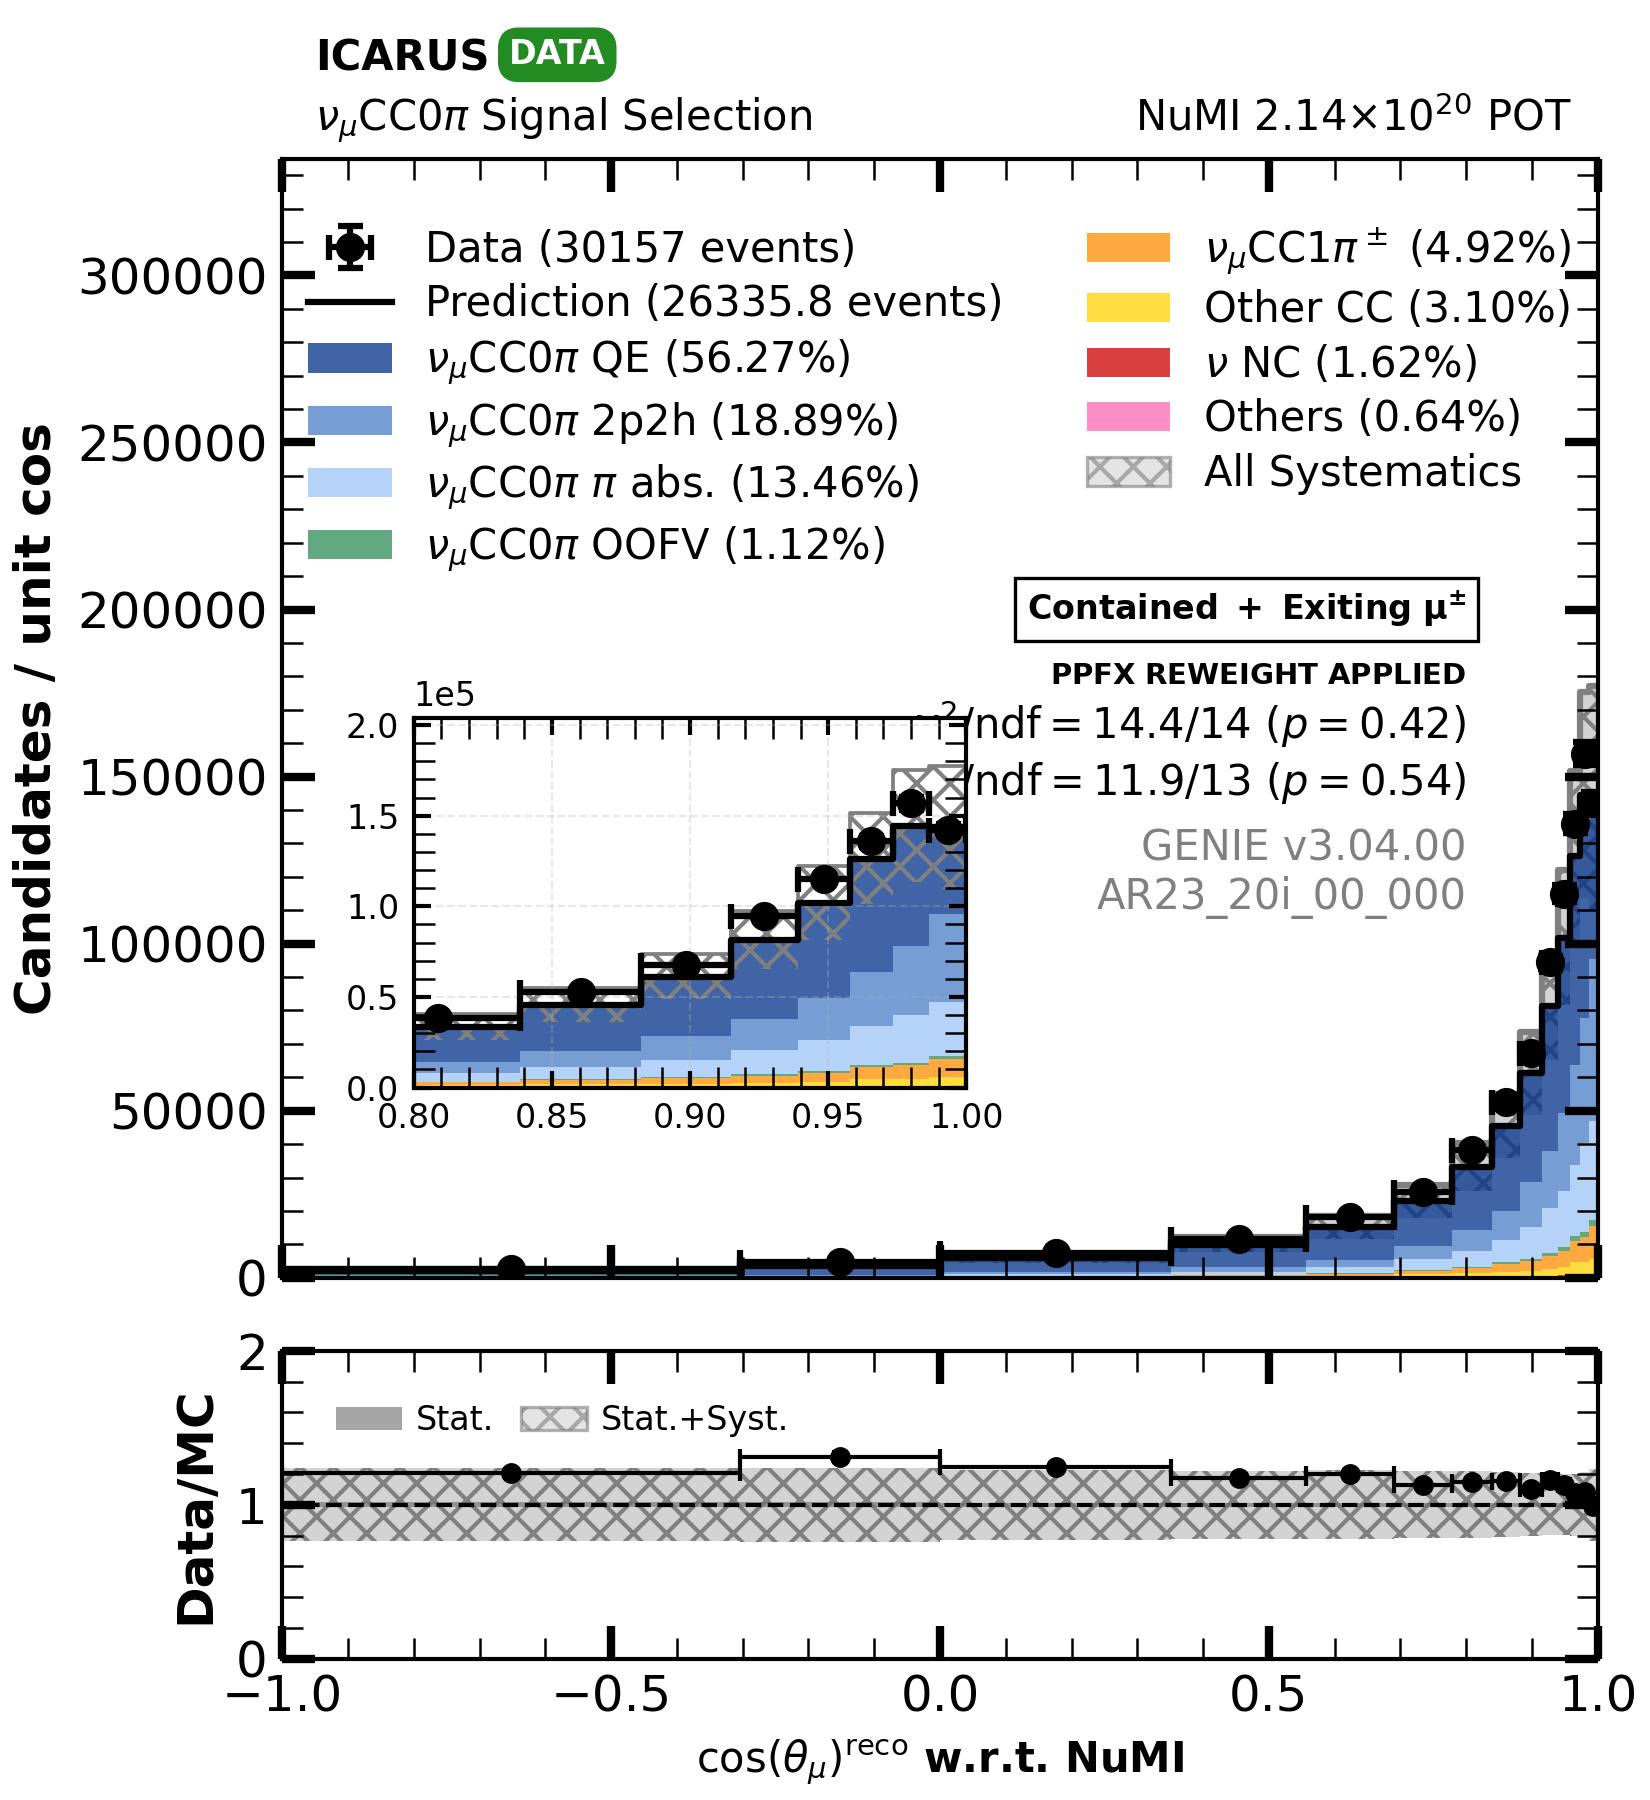 ICARUS DATA
νμCC0π Signal Selection
NuMI 2.14×10²⁰ POT
Candidates / unit cos
300000
250000
200000
150000
100000
50000
0
Data (30157 events)
Prediction (26335.8 events)
νμCC0π QE (56.27%)
νμCC0π 2p2h (18.89%)
νμCC0π π abs. (13.46%)
νμCC0π OOFV (1.12%)
νμCC1π± (4.92%)
Other CC (3.10%)
ν NC (1.62%)
Others (0.64%)
All Systematics
Contained + Exiting μ±
PPFX REWEIGHT APPLIED
/ndf = 14.4/14 (p = 0.42)
/ndf = 11.9/13 (p = 0.54)
GENIE v3.04.00
AR23_20i_00_000
1e5
2.0
1.5
1.0
0.5
0.0
0.80 0.85 0.90 0.95 1.00
Data/MC
2
1
0
Stat. Stat.+Syst.
−1.0 −0.5 0.0 0.5 1.0
cos(θμ)reco w.r.t. NuMI